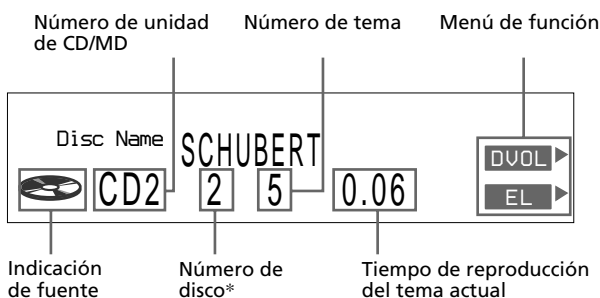 Número de unidad
de CD/MD
Número de tema
Menú de función
Disc Name
SCHUBERT
DVOL
CD2 2 5 0.06
EL
Indicación
de fuente
Número de
disco*
Tiempo de reproducción
del tema actual